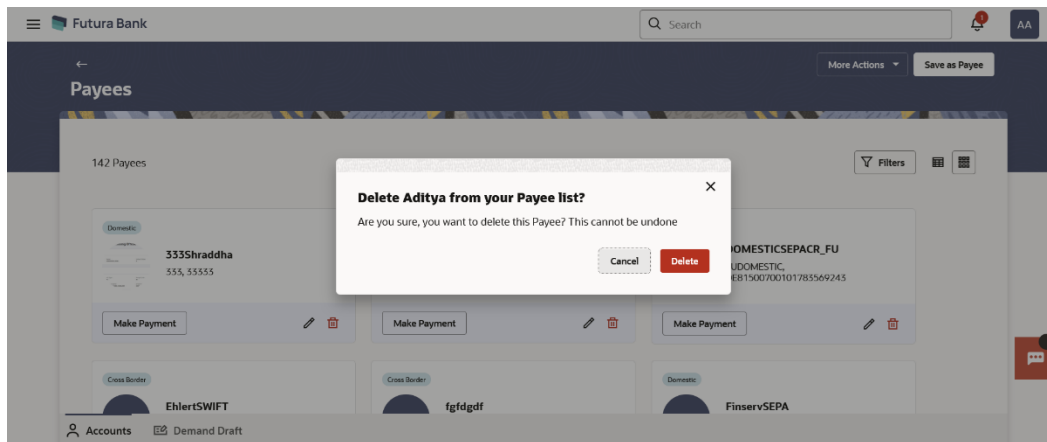 Futura Bank
Search
1
AA
More Actions
Save as Payee
Payees
142 Payees
Filters
Delete Aditya from your Payee list?
Are you sure, you want to delete this Payee? This cannot be undone
Cancel
Delete
Domestic
333Shraddha
333, 33333
Make Payment
Make Payment
DOMESTICSEPACR_FU
UDOMESTIC,
E81500700101783569243
Make Payment
Cross Border
EhlertSWIFT
Cross Border
fgfdgdf
Domestic
FinservSEPA
Accounts
Demand Draft